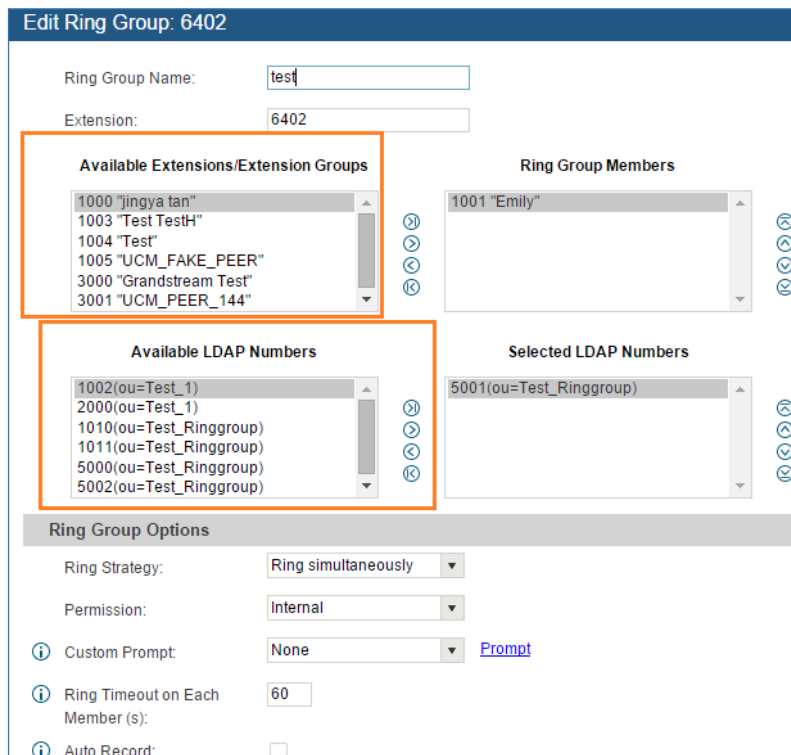 Edit Ring Group: 6402
Ring Group Name: test
Extension: 6402
Available Extensions/Extension Groups
Ring Group Members
1000 "jingya tan"
1003 "Test TestH"
1004 "Test"
1005 "UCM_FAKE_PEER"
3000 "Grandstream Test"
3001 "UCM_PEER_144"
1001 "Emily"
Available LDAP Numbers
Selected LDAP Numbers
1002(ou=Test_1)
2000(ou=Test_1)
1010(ou=Test_Ringgroup)
1011(ou=Test_Ringgroup)
5000(ou=Test_Ringgroup)
5002(ou=Test_Ringgroup)
5001(ou=Test_Ringgroup)
Ring Group Options
Ring Strategy: Ring simultaneously
Permission: Internal
Custom Prompt: None Prompt
Ring Timeout on Each 60
Member (s):
Auto Record: